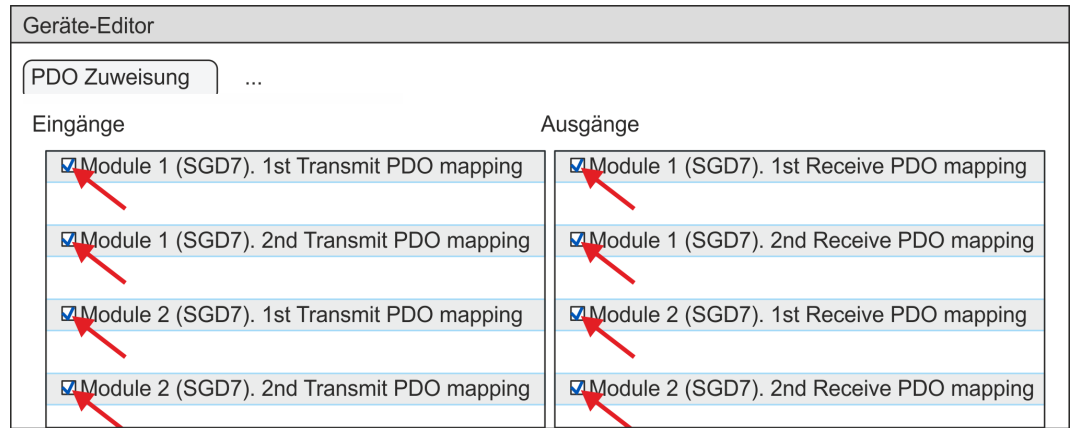 Geräte-Editor
PDO Zuweisung ...
Eingänge
Ausgänge
Module 1 (SGD7). 1st Transmit PDO mapping
Module 1 (SGD7). 2nd Transmit PDO mapping
Module 2 (SGD7). 1st Transmit PDO mapping
Module 2 (SGD7). 2nd Transmit PDO mapping
Module 1 (SGD7). 1st Receive PDO mapping
Module 1 (SGD7). 2nd Receive PDO mapping
Module 2 (SGD7). 1st Receive PDO mapping
Module 2 (SGD7). 2nd Receive PDO mapping